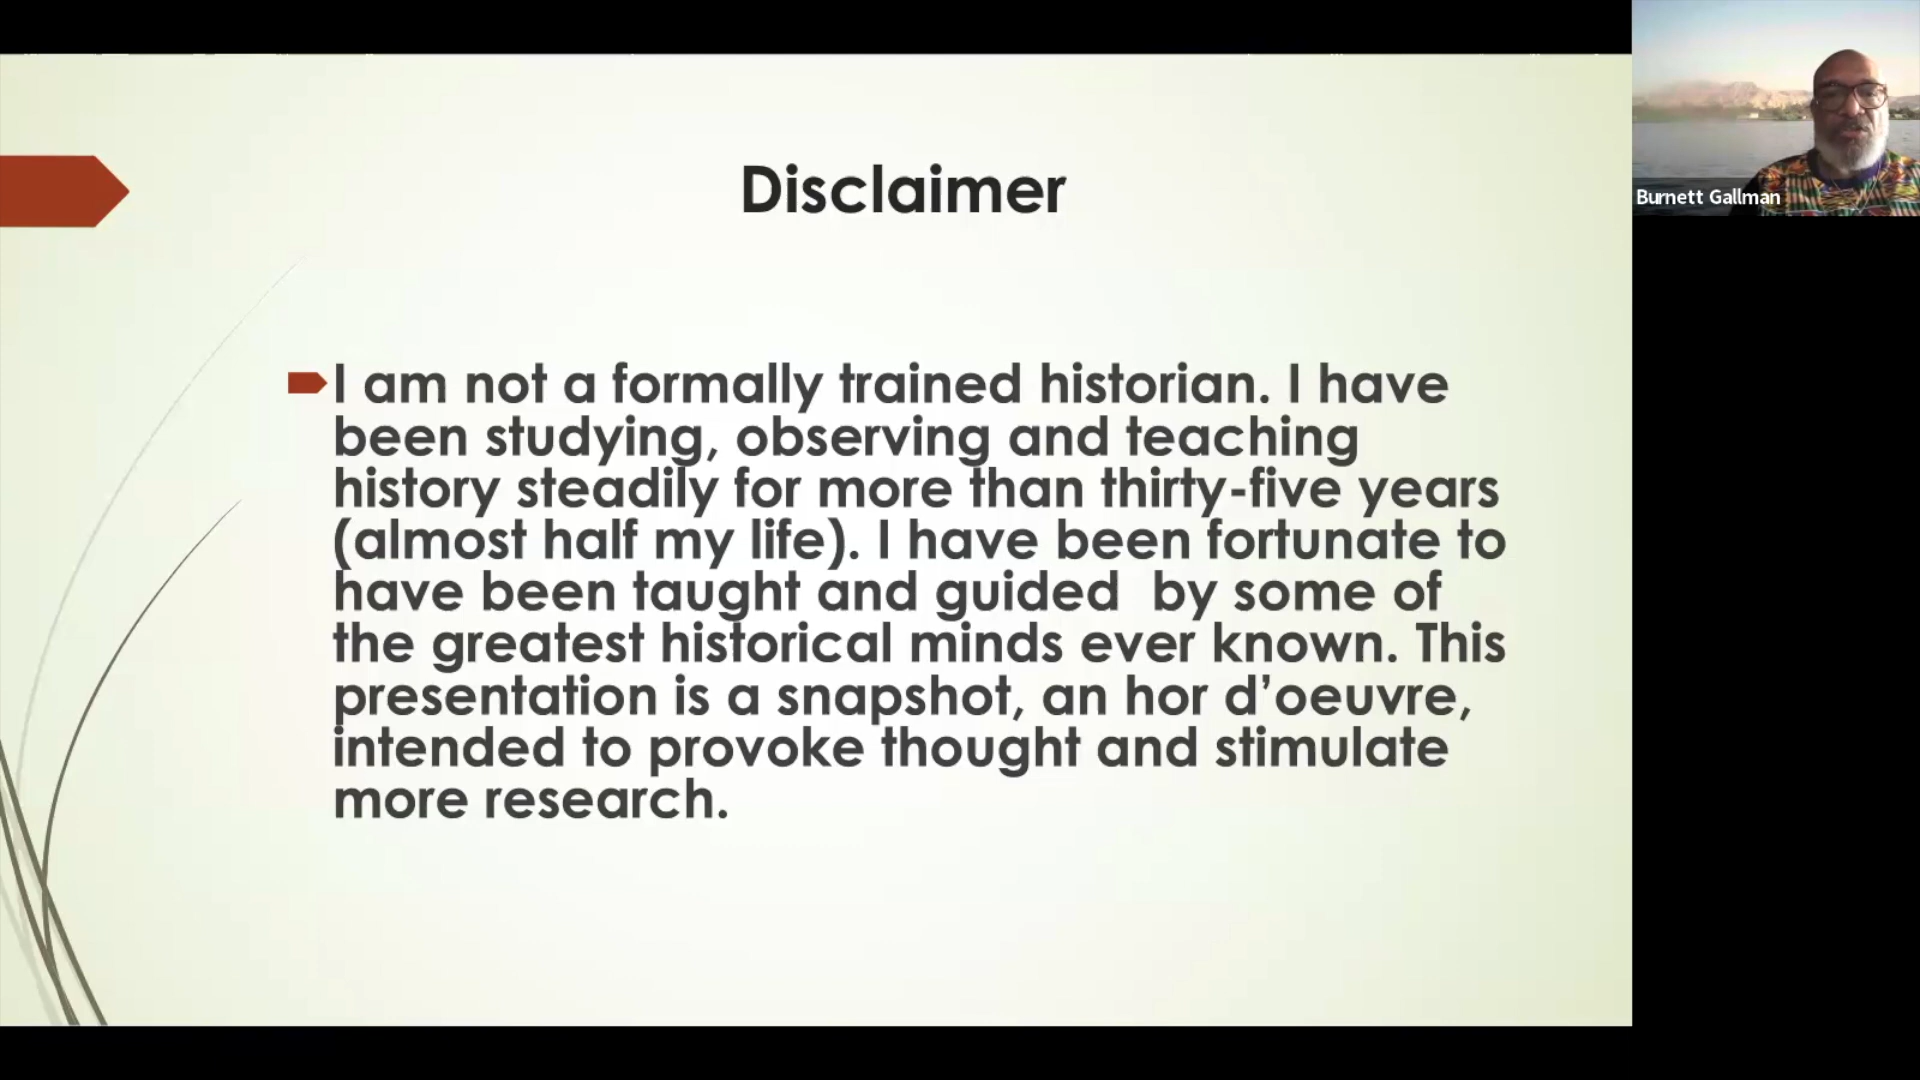 Disclaimer
I am not a formally trained historian. I have
been studying, observing and teaching
history steadily for more than thirty-five years
(almost half my life). I have been fortunate to
have been taught and guided  by some of
the greatest historical minds ever known. This
presentation is a snapshot, an hor d’oeuvre,
intended to provoke thought and stimulate
more research.
Burnett Gallman